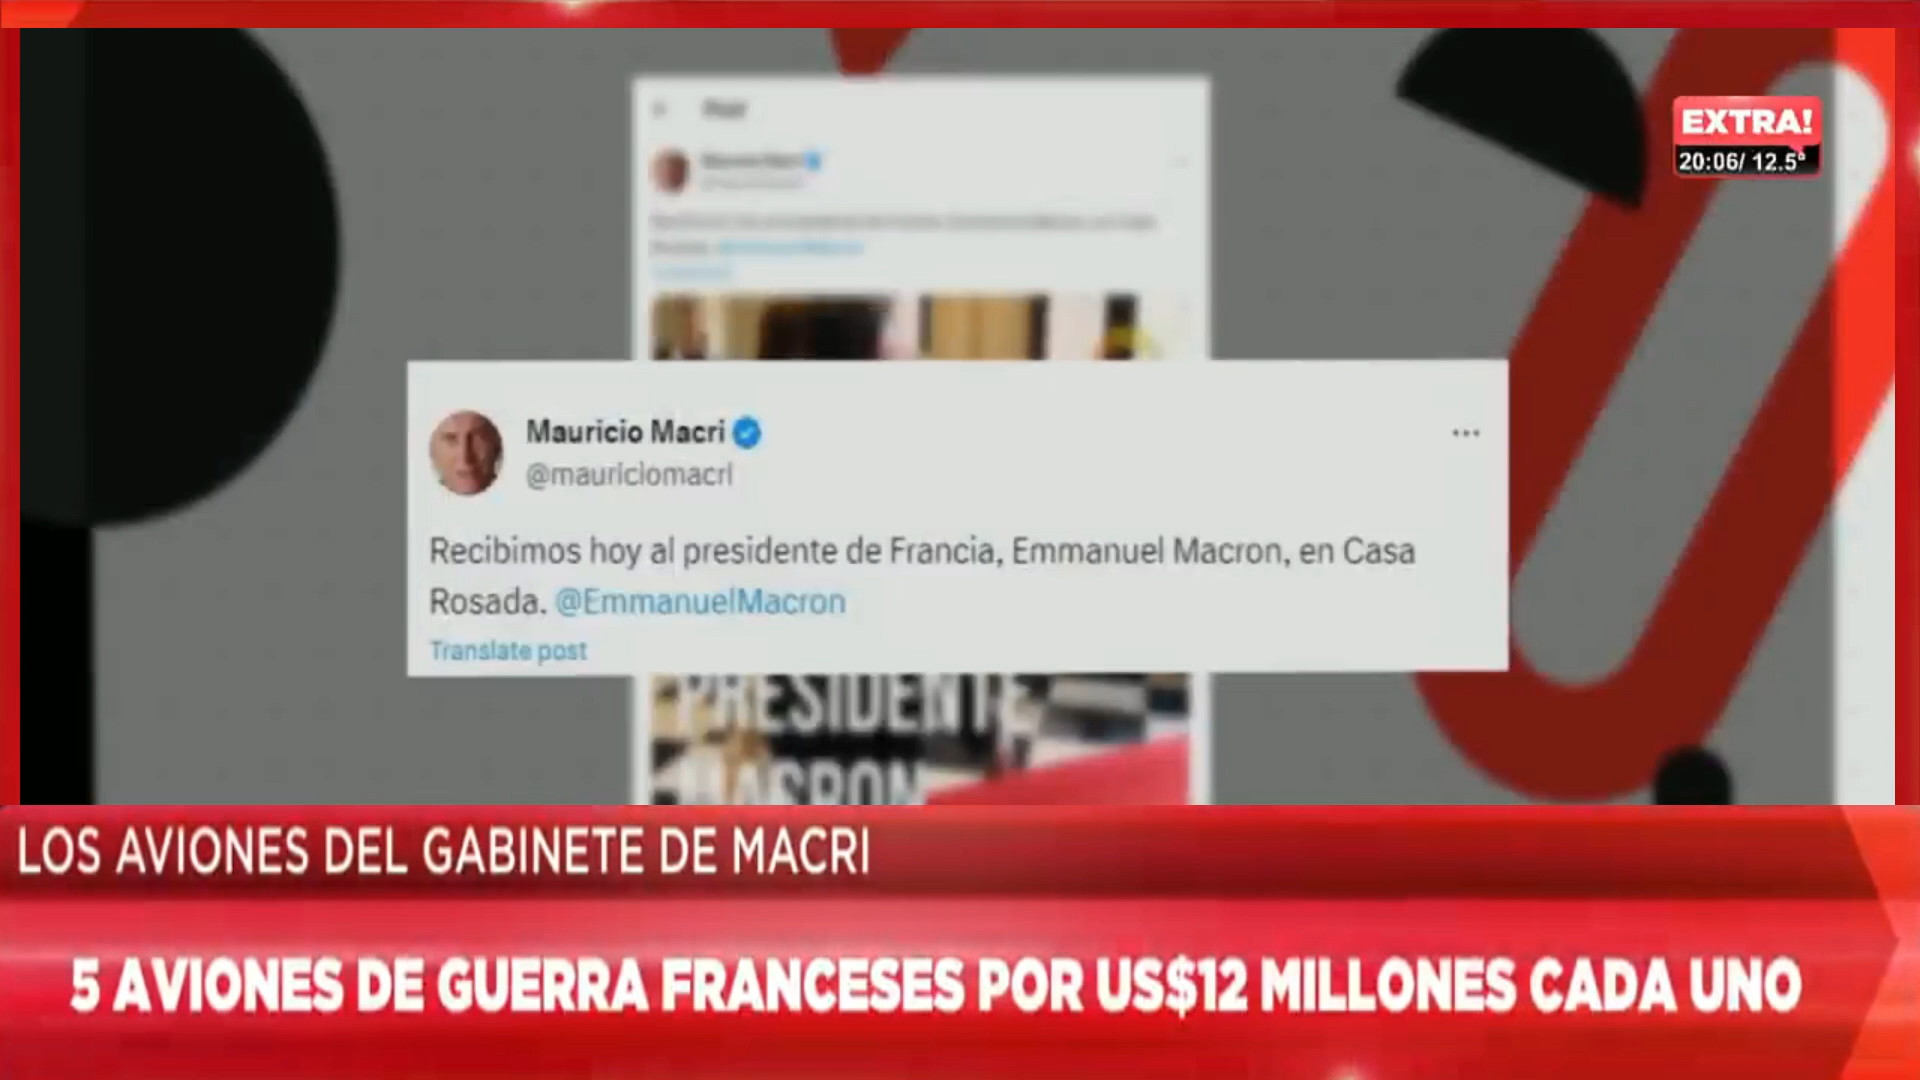 EXTRA!
20:06/ 12.5°
Mauricio Macri
@mauriciomacri
Recibimos hoy al presidente de Francia, Emmanuel Macron, en Casa
Rosada. @EmmanuelMacron
Translate post
PRESIDENTE
MACRON
LOS AVIONES DEL GABINETE DE MACRI
5 AVIONES DE GUERRA FRANCESES POR US$12 MILLONES CADA UNO